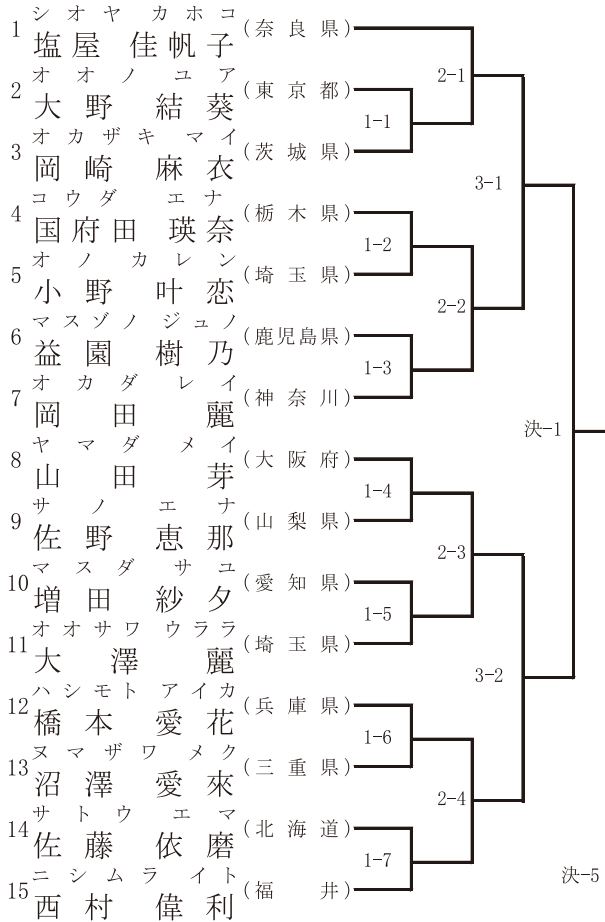 シオヤ カホコ
1 塩屋 佳帆子 (奈良県)
オオノ ユア
2 大野 結葵 (東京都)
オカザキ マイ
3 岡崎 麻衣 (茨城県)
コウダ エナ
4 国府田 瑛奈 (栃木県)
オノ カレン
5 小野 叶恋 (埼玉県)
マスゾノ ジュノ
6 益園 樹乃 (鹿児島県)
オカダ レイ
7 岡田 麗 (神奈川)
ヤマダ メイ
8 山田 芽 (大阪府)
サノ エナ
9 佐野 恵那 (山梨県)
マスダ サユ
10 増田 紗夕 (愛知県)
オオサワ ウララ
11 大澤 麗 (埼玉県)
ハシモト アイカ
12 橋本 愛花 (兵庫県)
ヌマザワ メク
13 沼澤 愛來 (三重県)
サトウ エマ
14 佐藤 依磨 (北海道)
ニシムラ イト
15 西村 偉利 (福井)
1-1
1-2
1-3
1-4
1-5
1-6
1-7
2-1
2-2
2-3
2-4
3-1
3-2
決-1
決-5